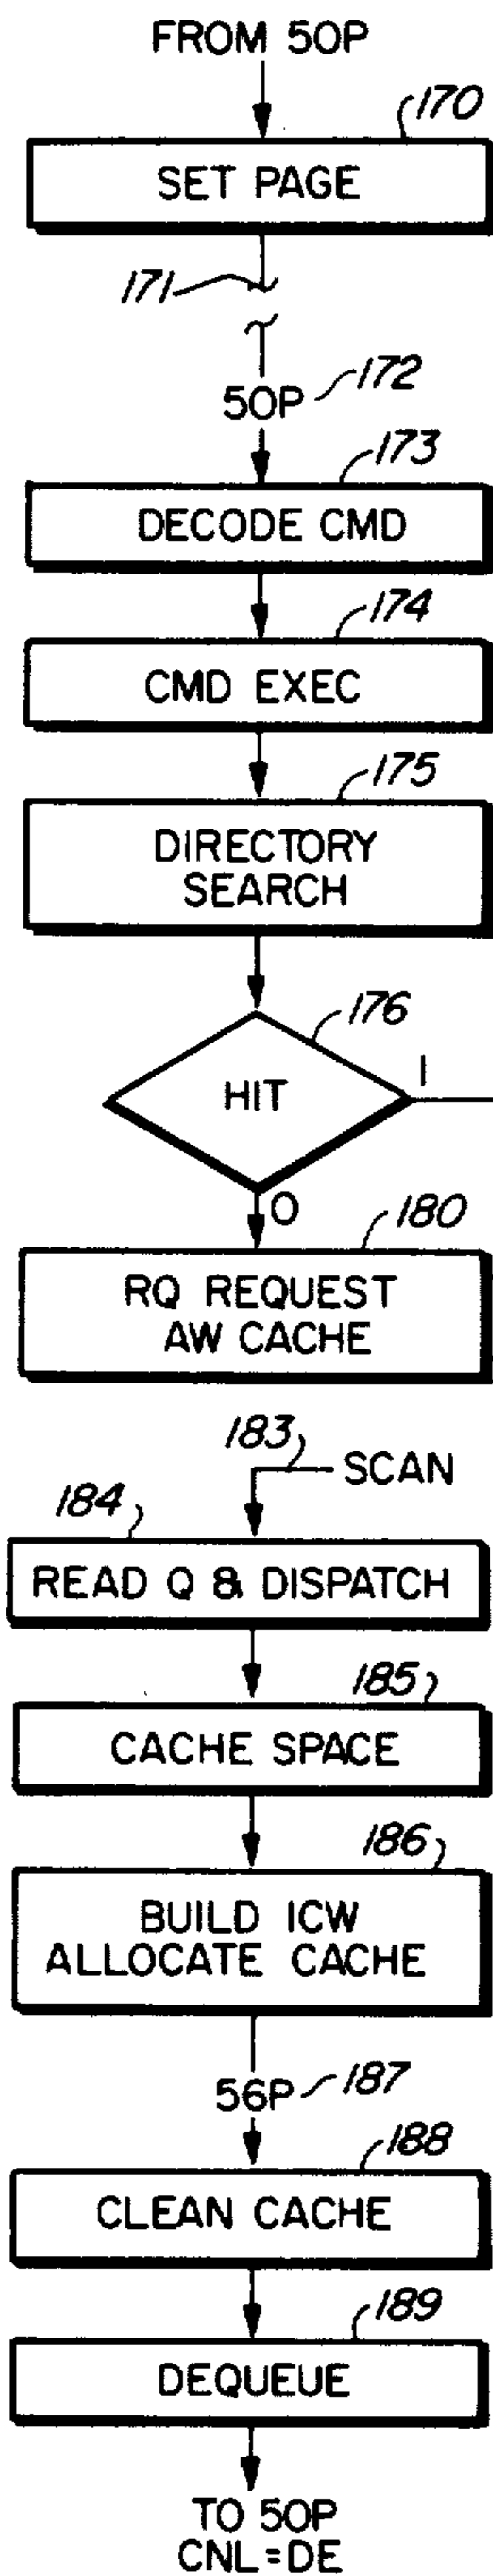 FROM 50P
170
SET PAGE
171
50P 172
173
DECODE CMD
174
CMD EXEC
175
DIRECTORY
SEARCH
176
HIT
1
0
180
RQ REQUEST
AW CACHE
183 SCAN
184
READ Q & DISPATCH
185
CACHE SPACE
186
BUILD ICW
ALLOCATE CACHE
56P 187
188
CLEAN CACHE
189
DEQUEUE
TO 50P
CNL=DE